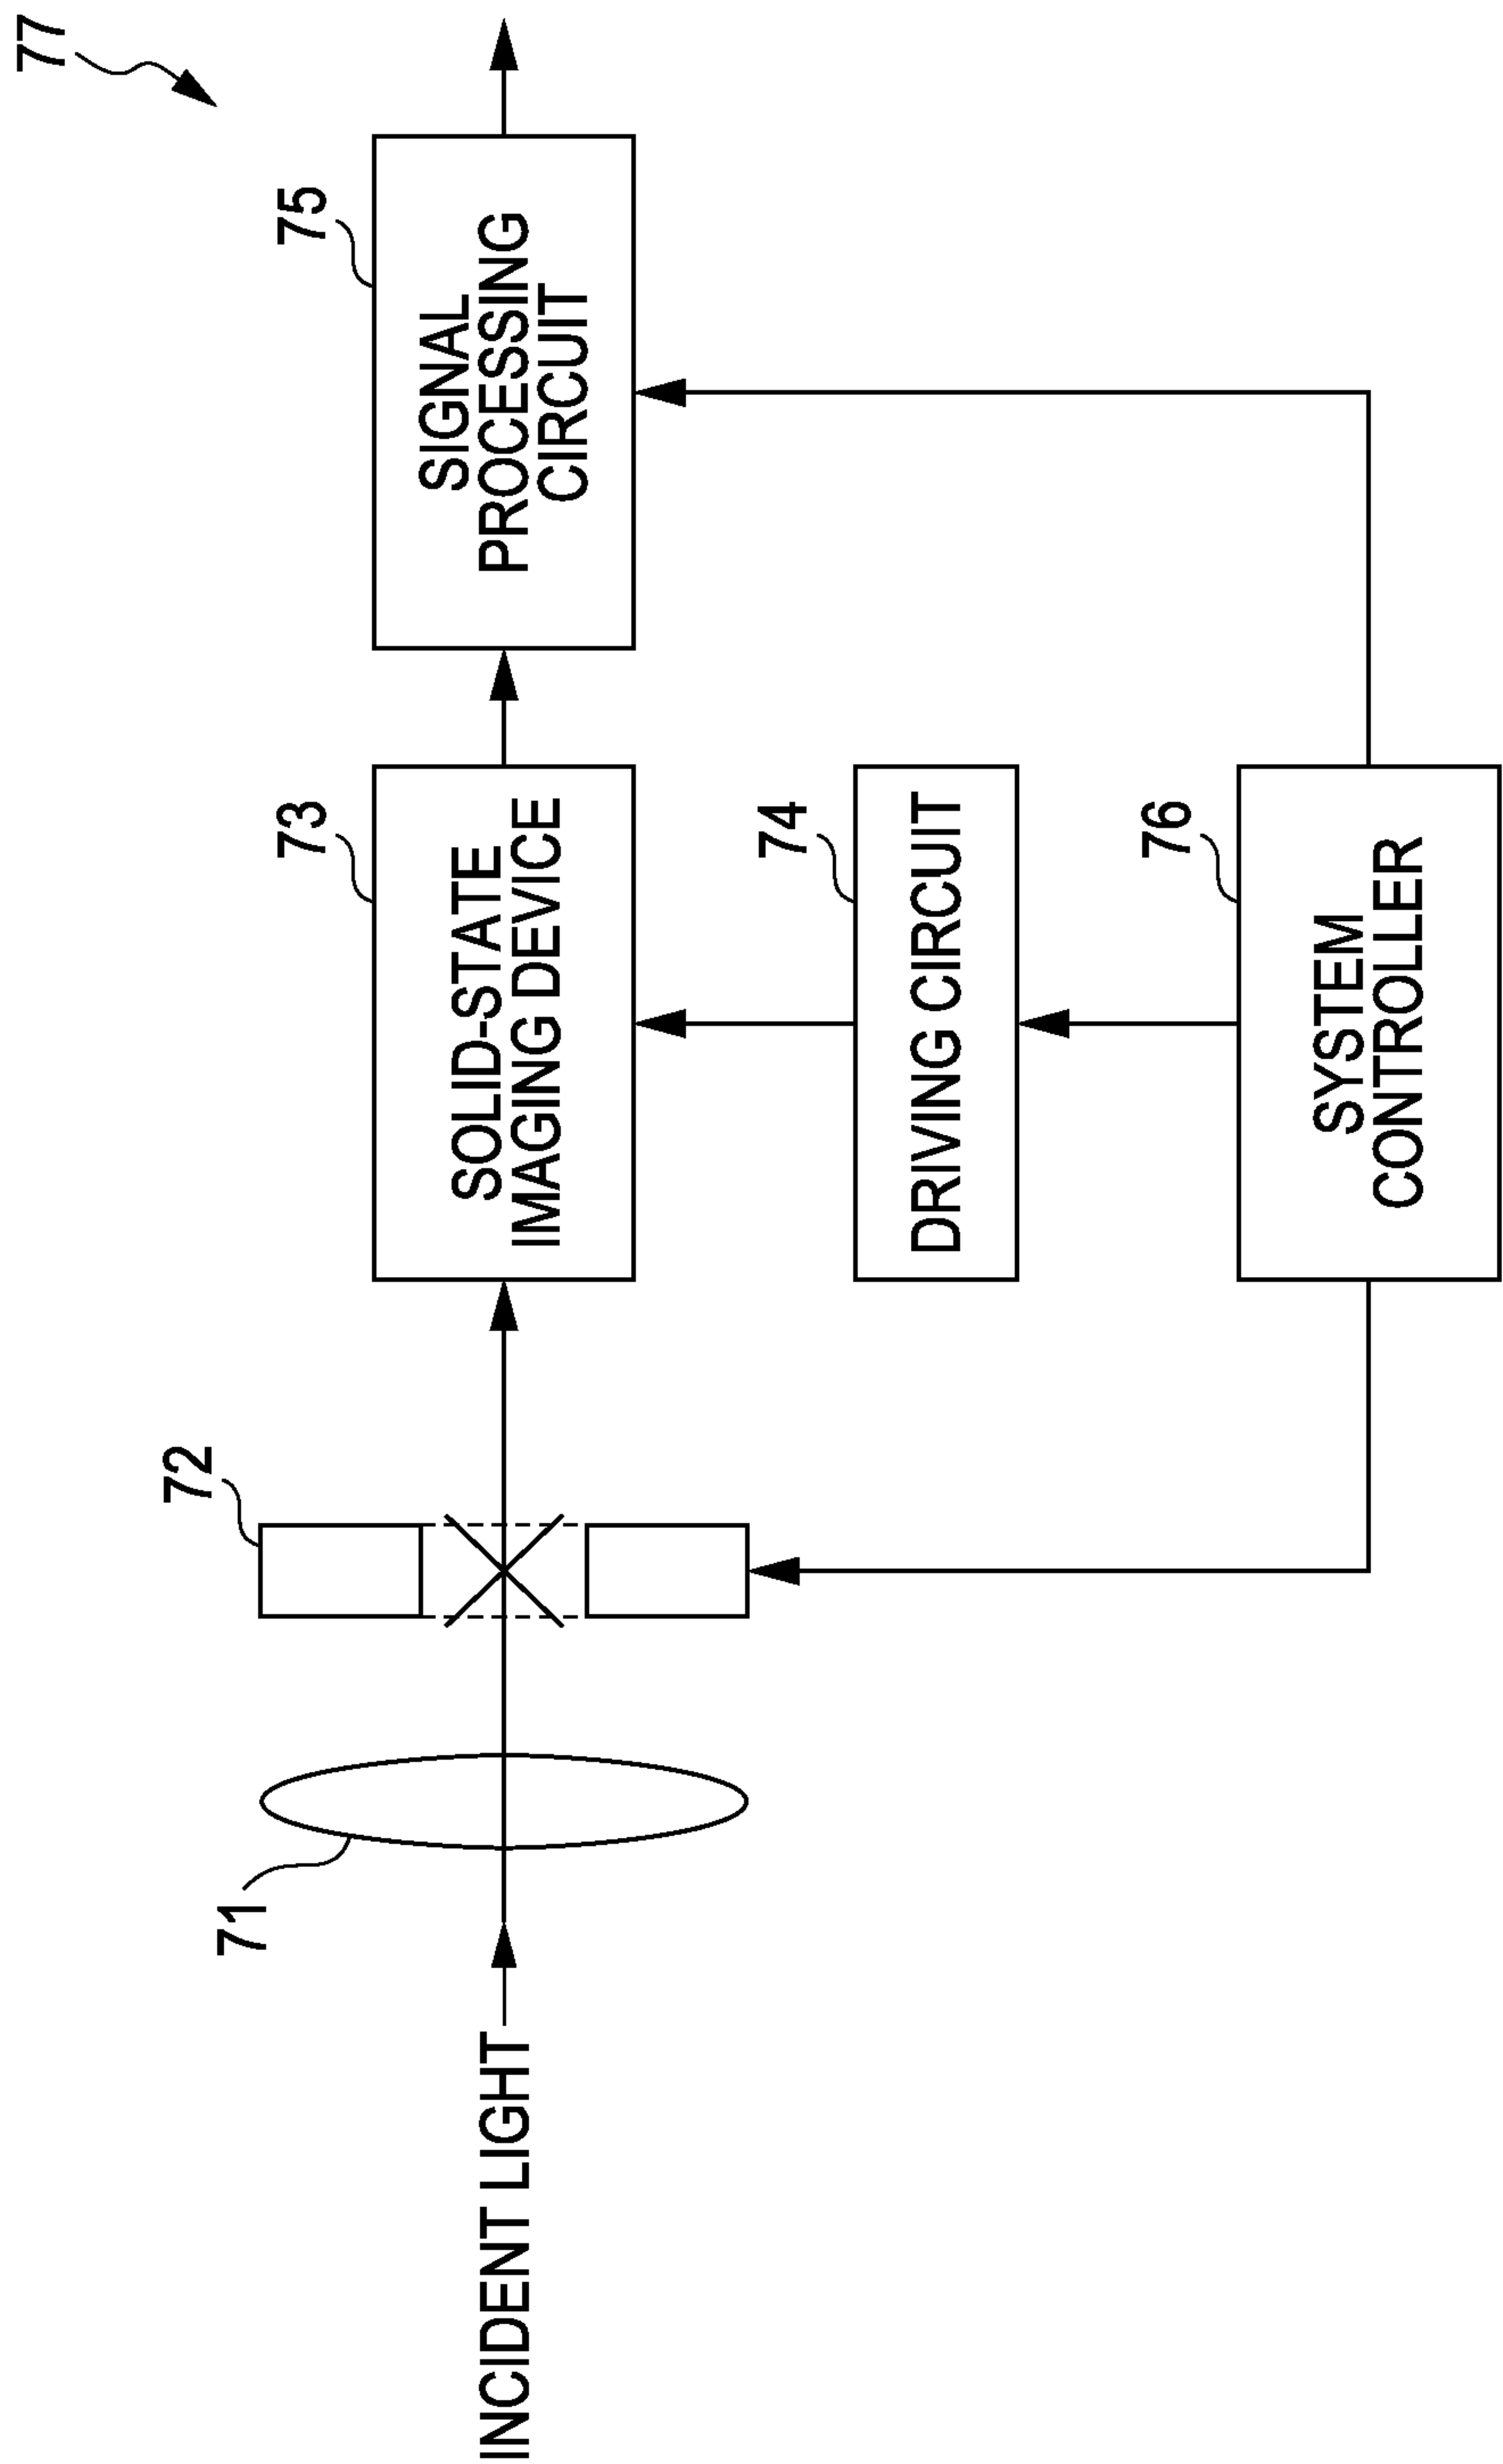 77
75
SIGNAL
PROCESSING
CIRCUIT
73
SOLID-STATE
IMAGING DEVICE
72
71
INCIDENT LIGHT
74
DRIVING CIRCUIT
76
SYSTEM
CONTROLLER